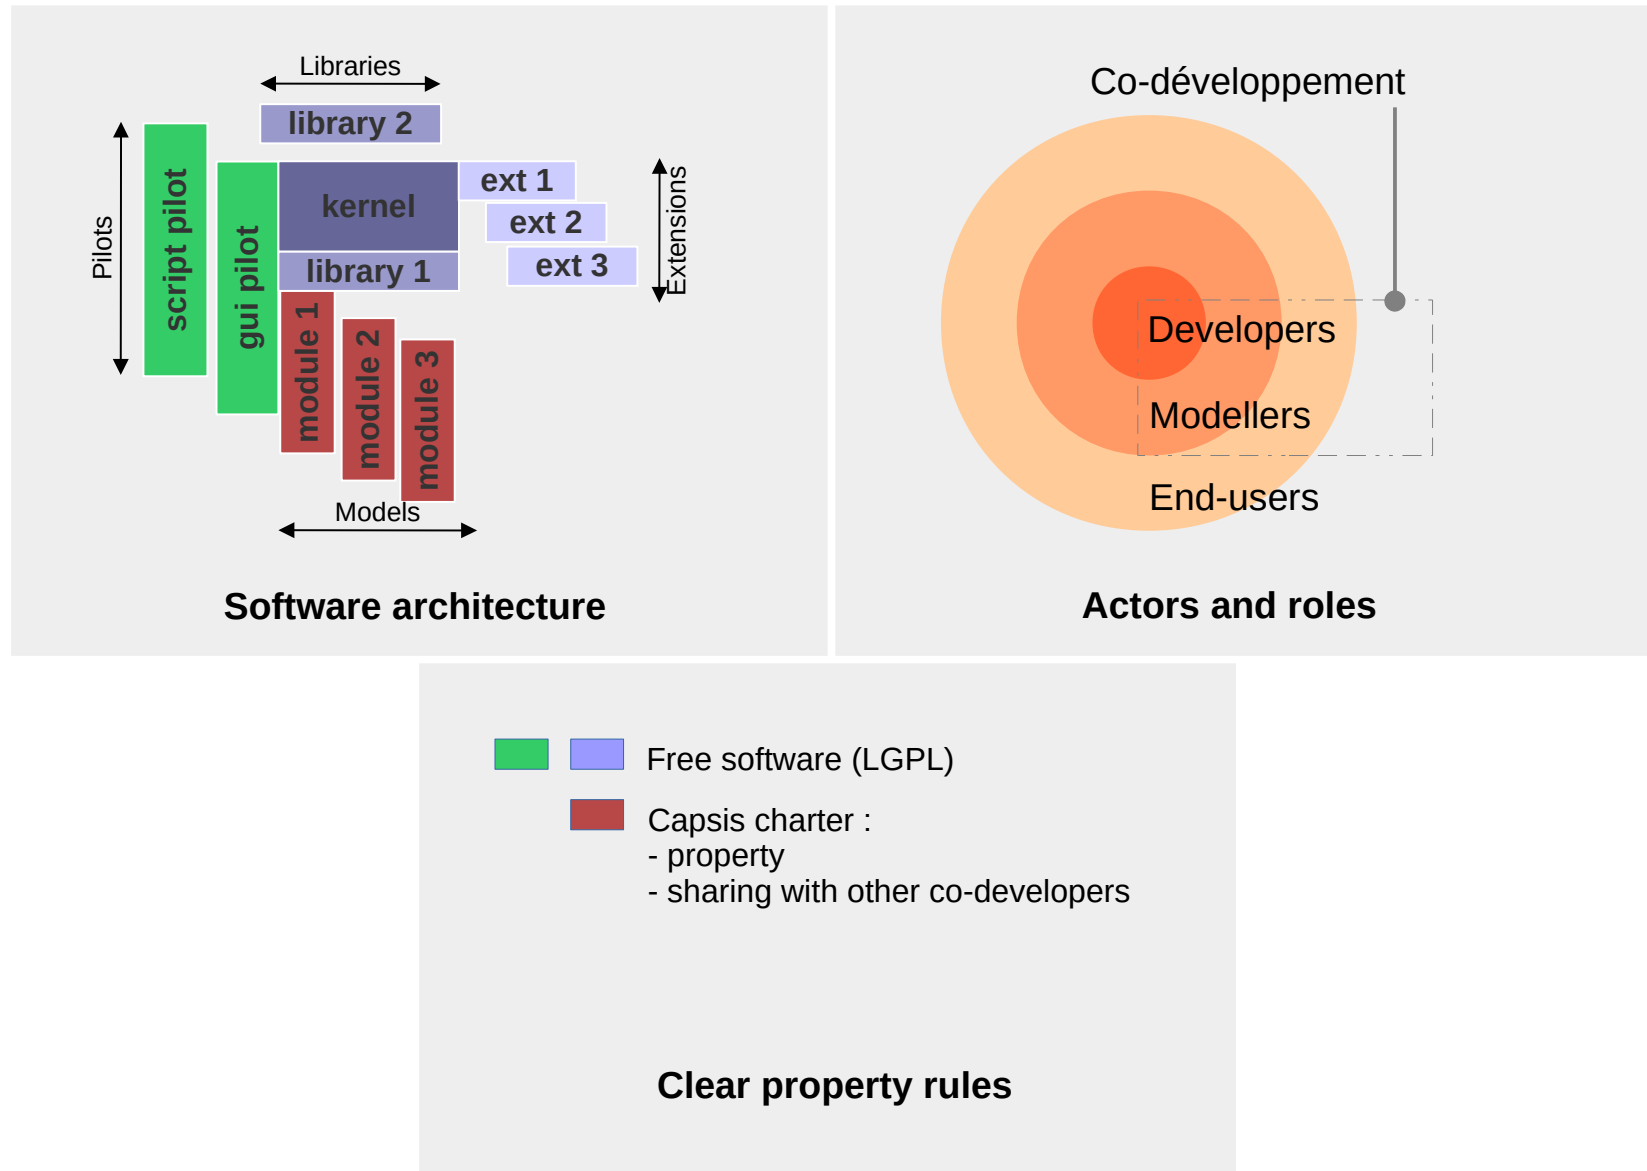 Libraries
library 2
Pilots
script pilot
gui pilot
kernel
library 1
ext 1
ext 2
ext 3
Extensions
module 1
module 2
module 3
Models
Software architecture
Co-développement
Developers
Modellers
End-users
Actors and roles
Free software (LGPL)
Capsis charter :
- property
- sharing with other co-developers
Clear property rules